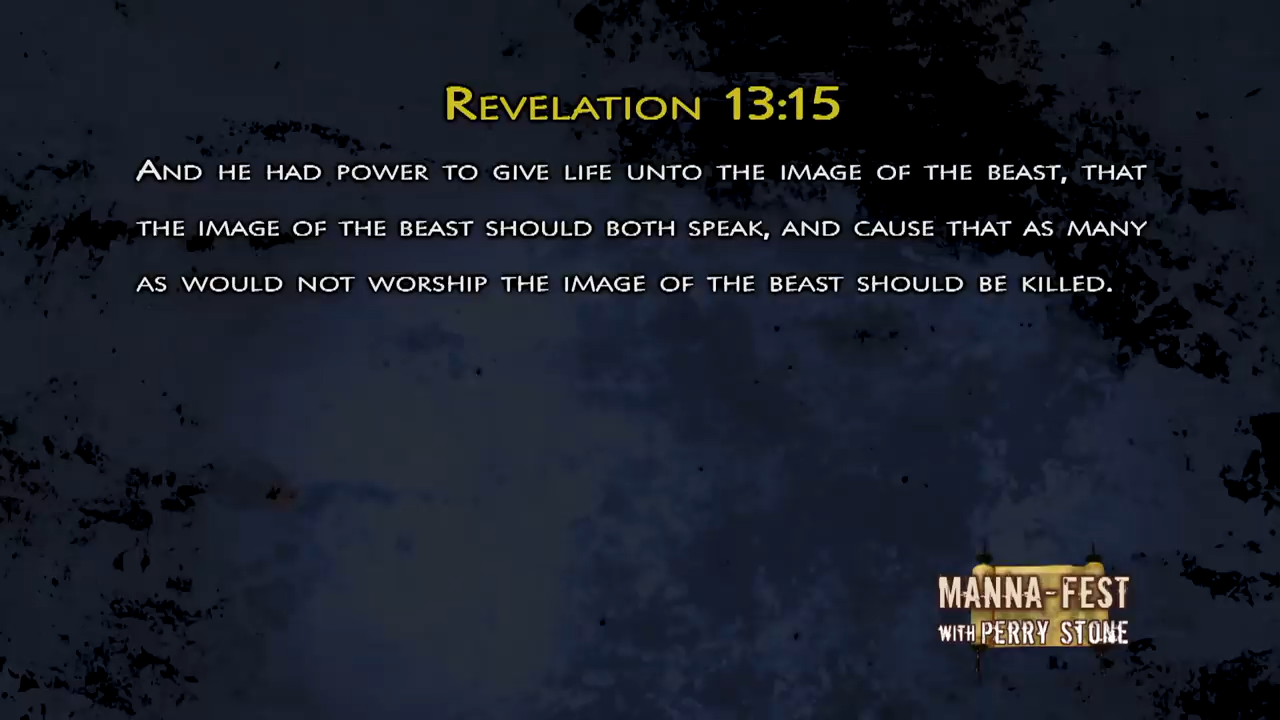 Revelation 13:15
And he had power to give life unto the image of the beast, that
the image of the beast should both speak, and cause that as many
as would not worship the image of the beast should be killed.
MANNA-FEST
WITH PERRY STONE